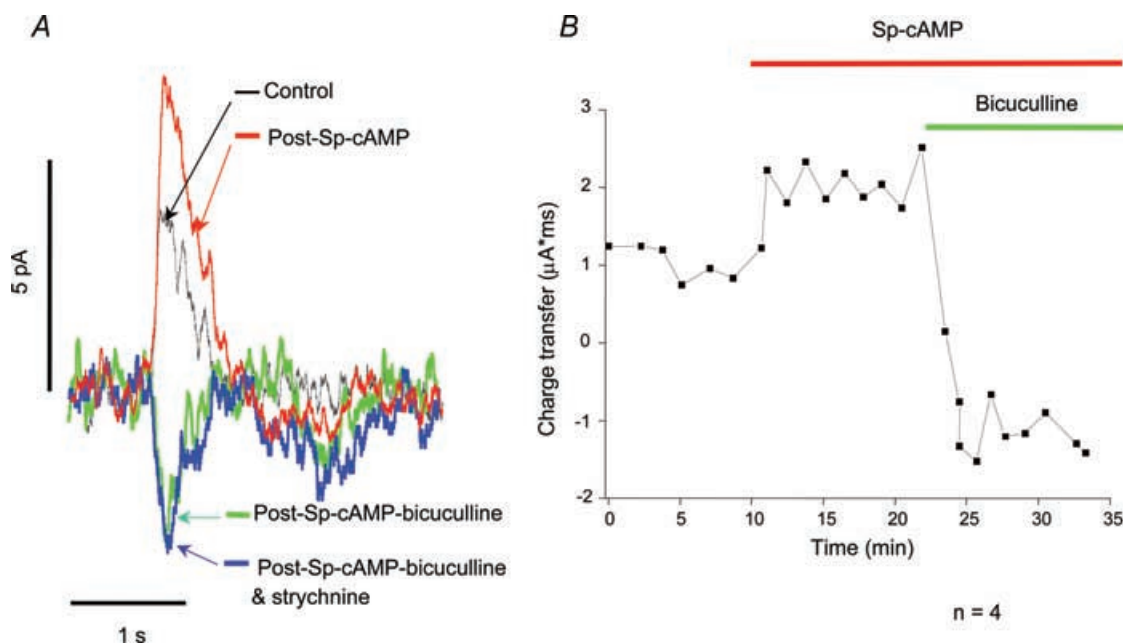 A
Control
Post-Sp-cAMP
5 pA
Post-Sp-cAMP-bicuculline
Post-Sp-cAMP-bicuculline
& strychnine
1 s
B
Sp-cAMP
Bicuculline
Charge transfer (µA*ms)
3
2
1
0
-1
-2
0 5 10 15 20 25 30 35
Time (min)
n = 4